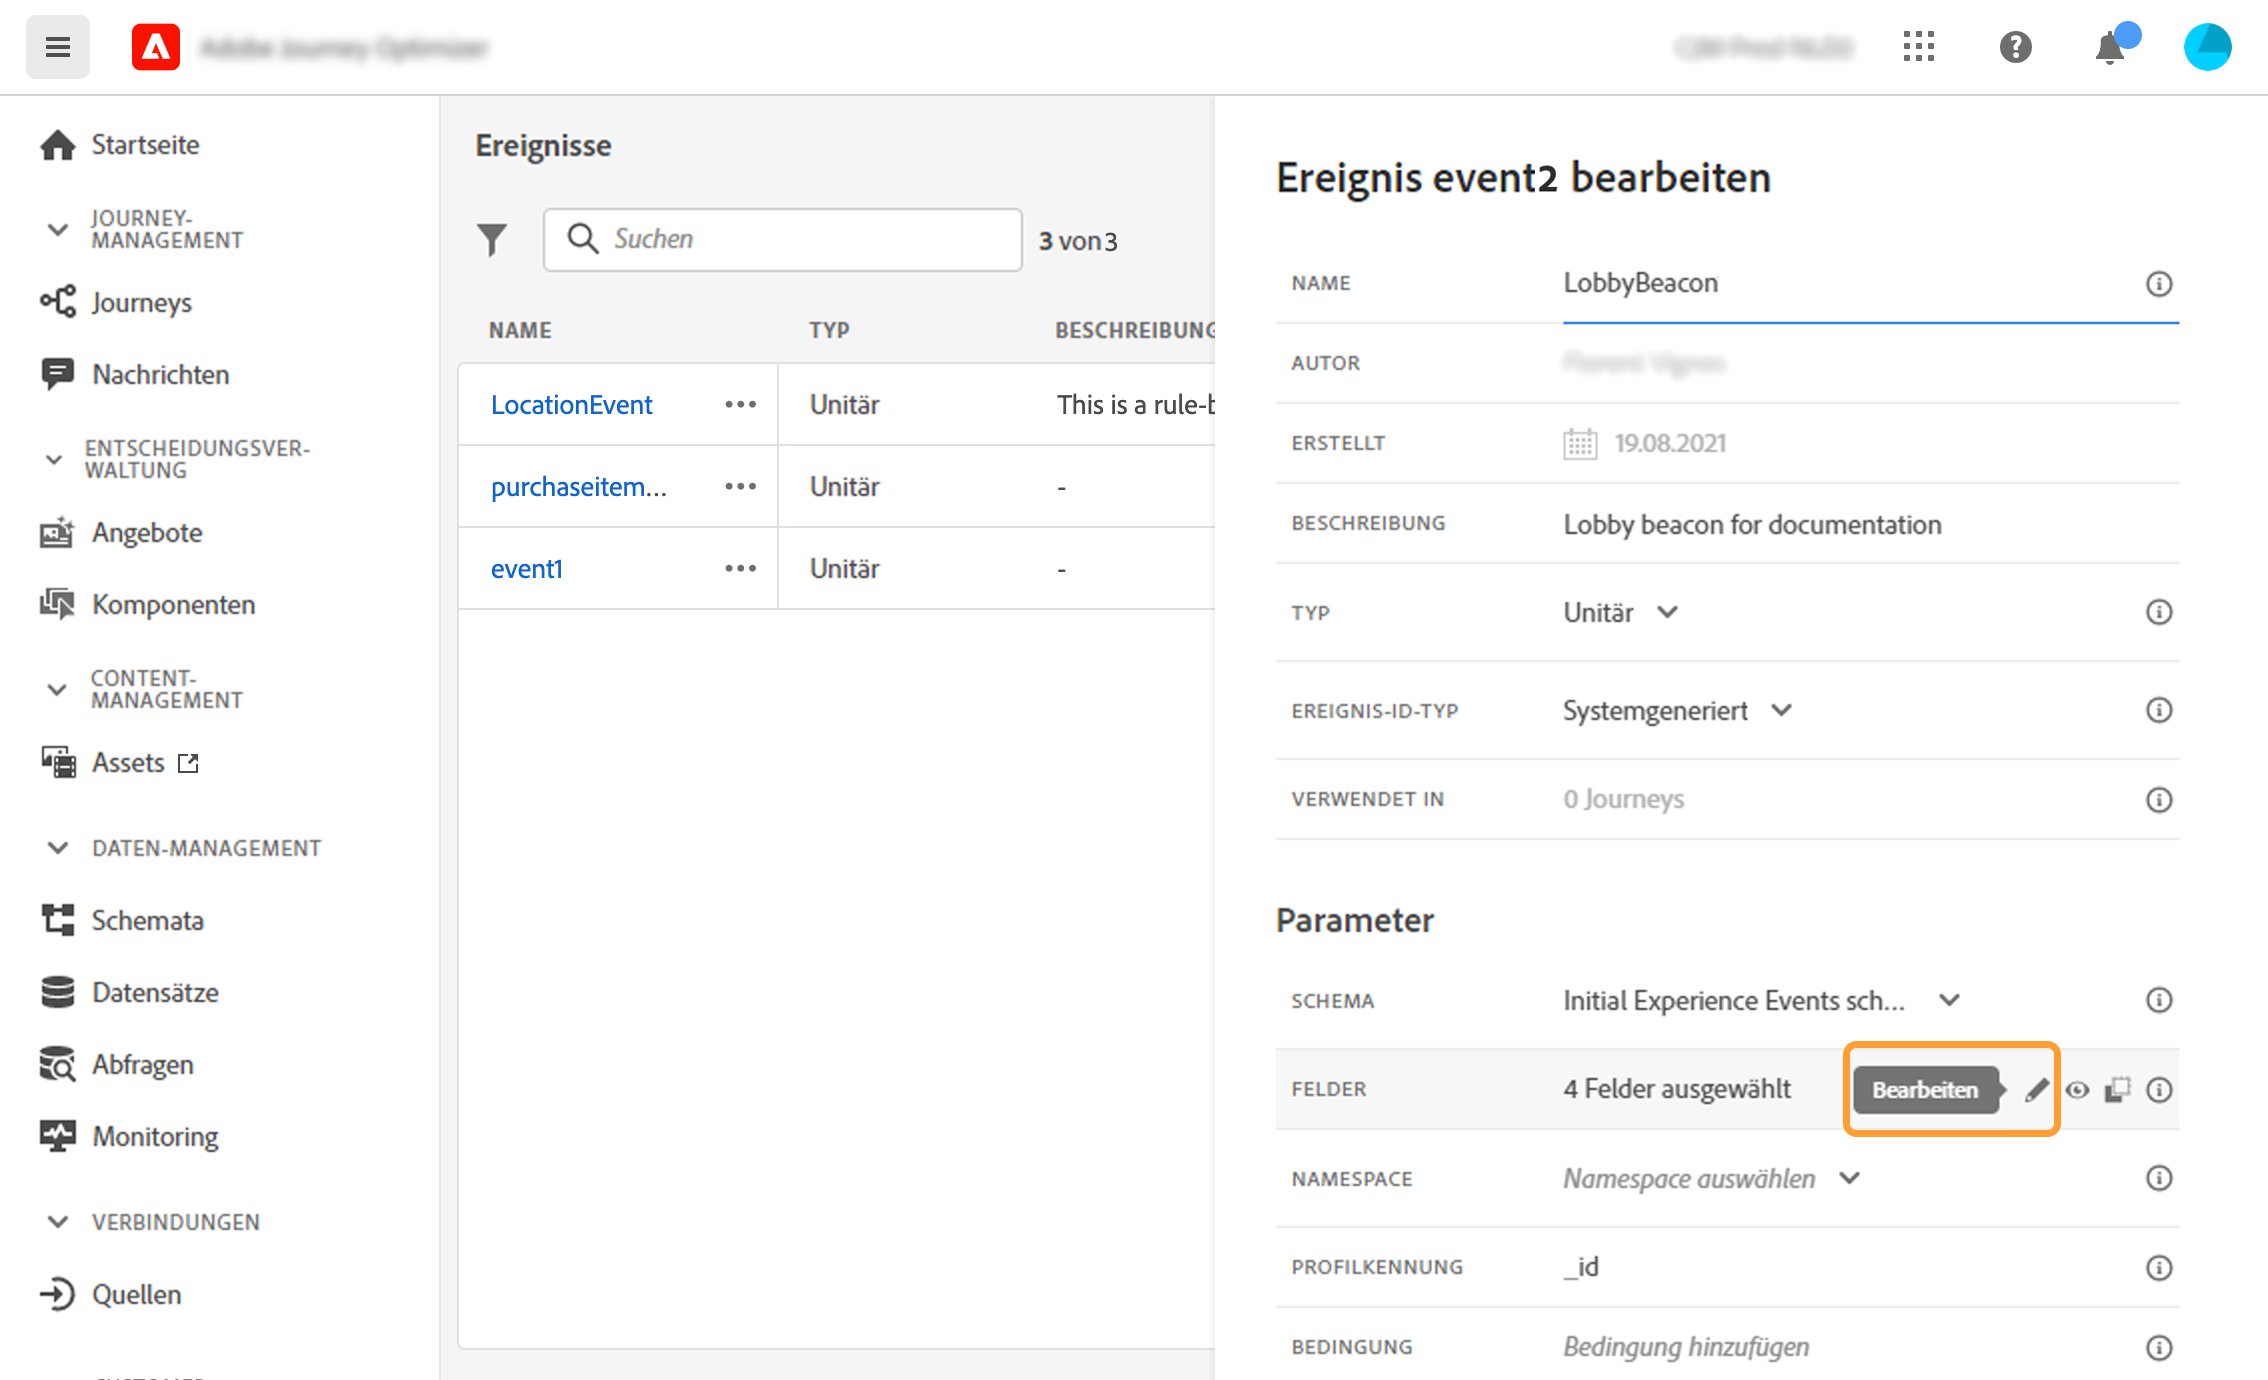 Startseite
JOURNEY-
MANAGEMENT
Journeys
Nachrichten
ENTSCHEIDUNGSVER-
WALTUNG
Angebote
Komponenten
CONTENT-
MANAGEMENT
Assets
DATEN-MANAGEMENT
Schemata
Datensätze
Abfragen
Monitoring
VERBINDUNGEN
Quellen
Ereignisse
Suchen
3 von 3
NAME TYP BESCHREIBUNG
LocationEvent ••• Unitär This is a rule-b
purchaseitem... ••• Unitär -
event1 ••• Unitär -
Ereignis event2 bearbeiten
NAME LobbyBeacon
AUTOR
ERSTELLT 19.08.2021
BESCHREIBUNG Lobby beacon for documentation
TYP Unitär
EREIGNIS-ID-TYP Systemgeneriert
VERWENDET IN 0 Journeys
Parameter
SCHEMA Initial Experience Events sch...
FELDER 4 Felder ausgewählt Bearbeiten
NAMESPACE Namespace auswählen
PROFILKENNUNG _id
BEDINGUNG Bedingung hinzufügen